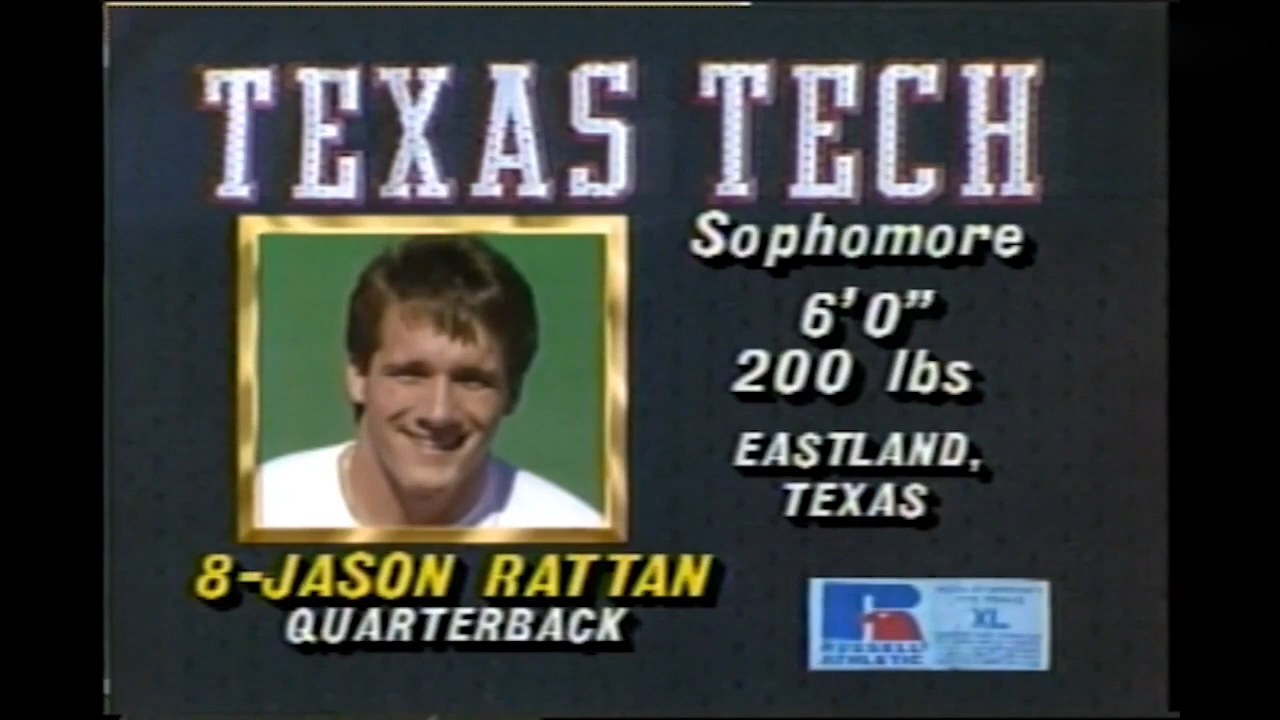 TEXAS TECH
Sophomore
6'0"
200 lbs
EASTLAND,
TEXAS
8-JASON RATTAN
QUARTERBACK
XL
RUSSELL
ATHLETIC